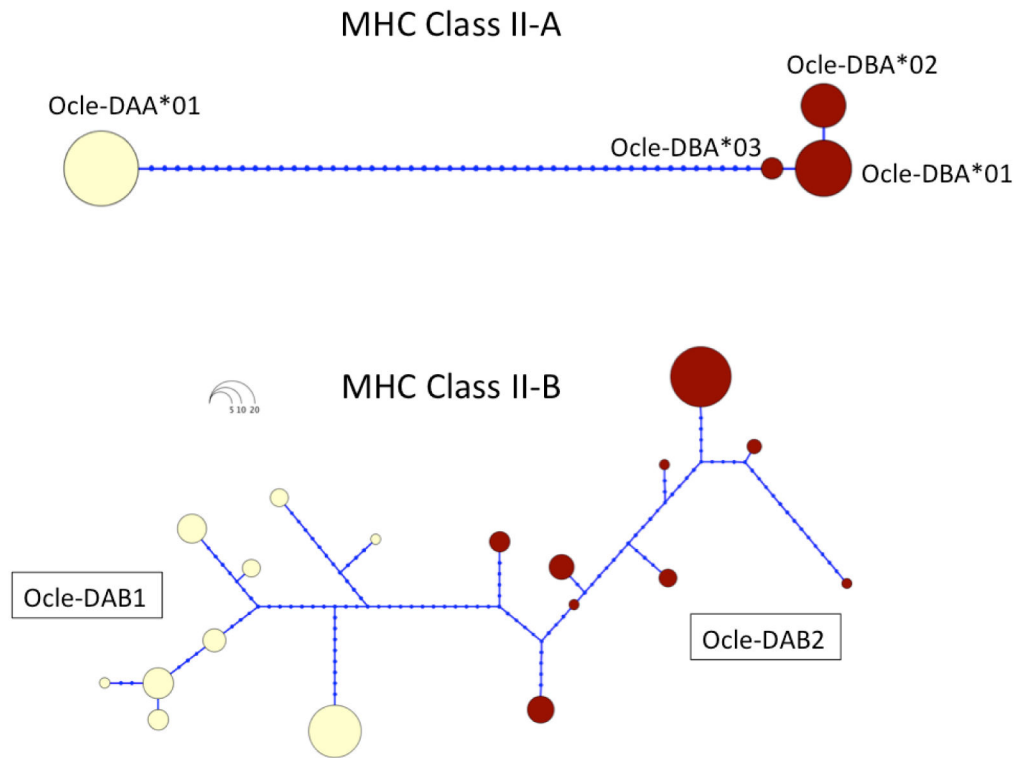 MHC Class II-A
Ocle-DBA*02
Ocle-DAA*01
Ocle-DBA*03
Ocle-DBA*01
MHC Class II-B
5 10 20
Ocle-DAB1
Ocle-DAB2